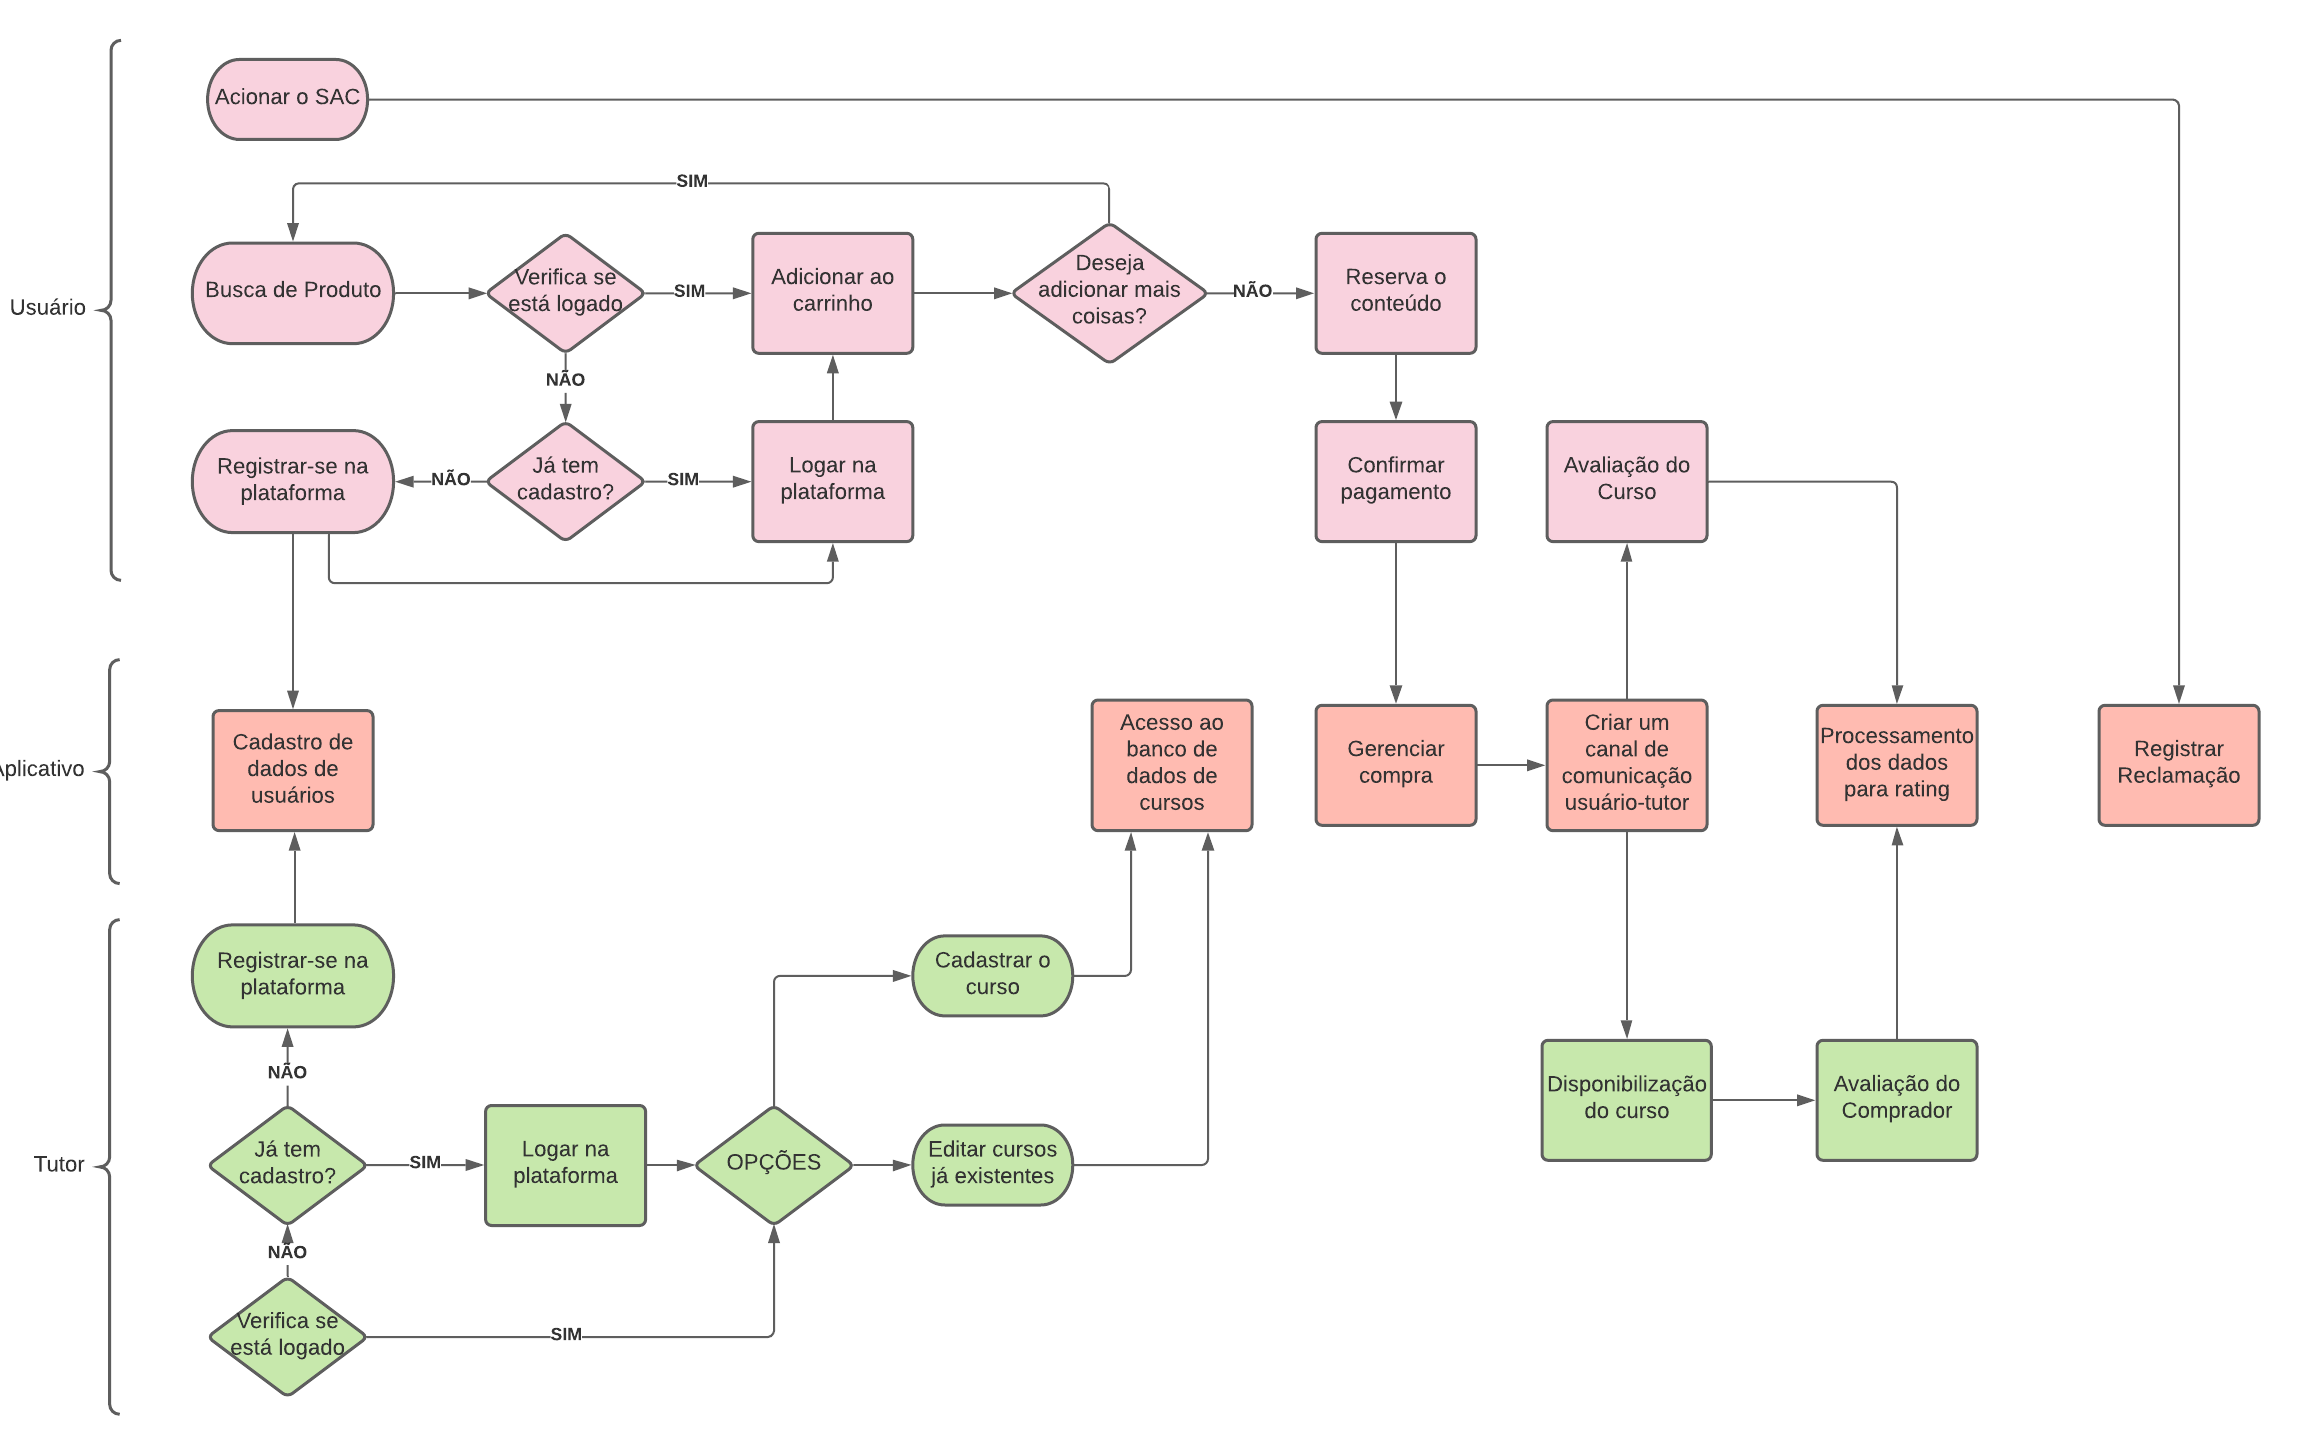 Acionar o SAC
SIM
Usuário
Busca de Produto
Verifica se
está logado
SIM
Adicionar ao
carrinho
Deseja
adicionar mais
coisas?
NÃO
Reserva o
conteúdo
NÃO
Registrar-se na
plataforma
NÃO
Já tem
cadastro?
SIM
Logar na
plataforma
Confirmar
pagamento
Avaliação do
Curso
Aplicativo
Cadastro de
dados de
usuários
Acesso ao
banco de
dados de
cursos
Gerenciar
compra
Criar um
canal de
comunicação
usuário-tutor
Processamento
dos dados
para rating
Registrar
Reclamação
Tutor
Registrar-se na
plataforma
Cadastrar o
curso
NÃO
Já tem
cadastro?
SIM
Logar na
plataforma
OPÇÕES
Editar cursos
já existentes
Disponibilização
do curso
Avaliação do
Comprador
NÃO
Verifica se
está logado
SIM